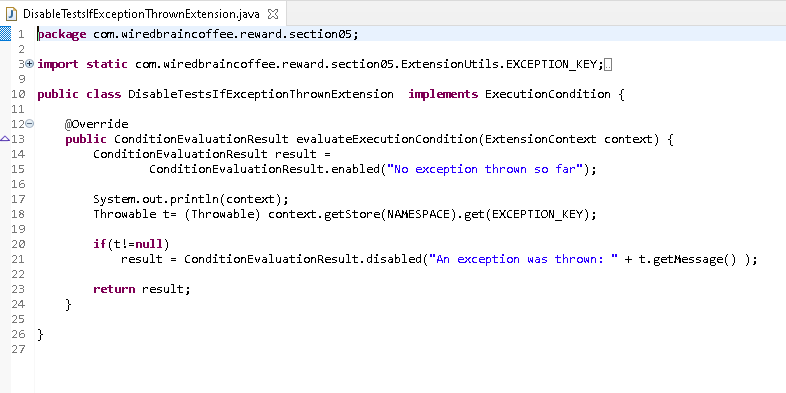 DisableTestsIfExceptionThrownExtension.java
1 package com.wiredbraincoffee.reward.section05;
2
3 import static com.wiredbraincoffee.reward.section05.ExtensionUtils.EXCEPTION_KEY;
9
10 public class DisableTestsIfExceptionThrownExtension  implements ExecutionCondition {
11
12     @Override
13     public ConditionEvaluationResult evaluateExecutionCondition(ExtensionContext context) {
14         ConditionEvaluationResult result =
15                 ConditionEvaluationResult.enabled("No exception thrown so far");
16
17         System.out.println(context);
18         Throwable t= (Throwable) context.getStore(NAMESPACE).get(EXCEPTION_KEY);
19
20         if(t!=null)
21             result = ConditionEvaluationResult.disabled("An exception was thrown: " + t.getMessage() );
22
23         return result;
24     }
25
26 }
27